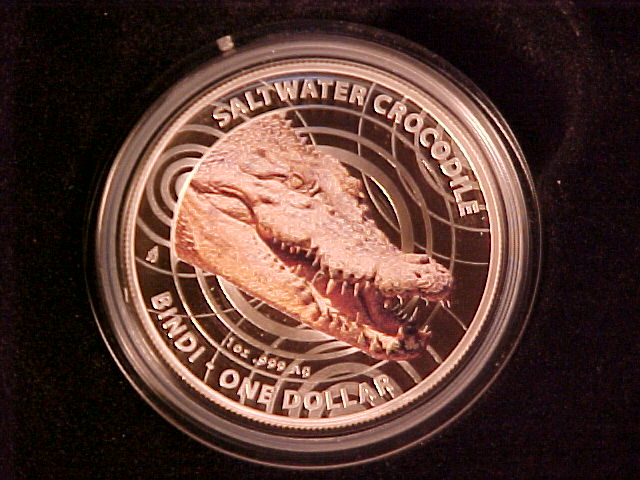 SALTWATER CROCODILE
1oz .999 Ag
BINDI - ONE DOLLAR